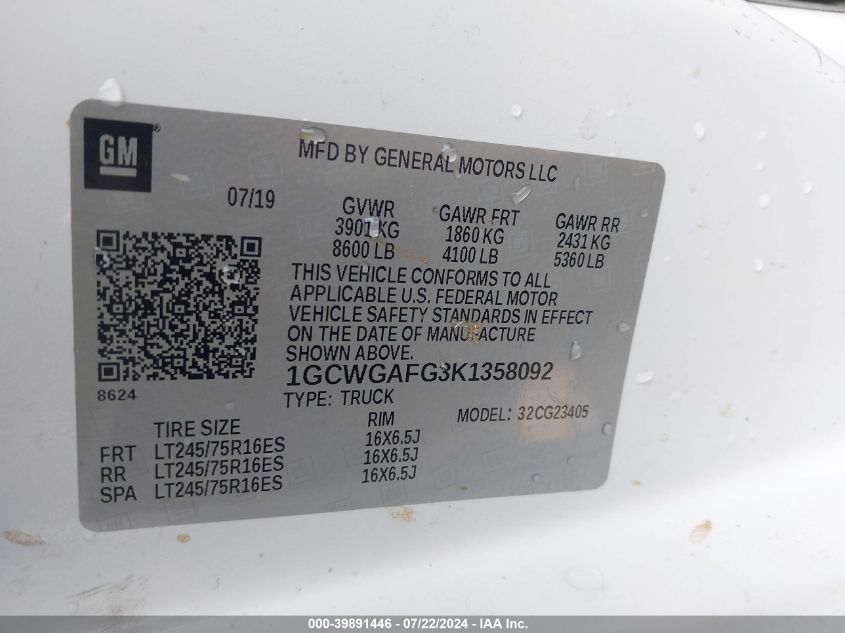 GM
MFD BY GENERAL MOTORS LLC
07/19
GVWR
3901 KG
8600 LB
GAWR FRT
1860 KG
4100 LB
GAWR RR
2431 KG
5360 LB
THIS VEHICLE CONFORMS TO ALL
APPLICABLE U.S. FEDERAL MOTOR
VEHICLE SAFETY STANDARDS IN EFFECT
ON THE DATE OF MANUFACTURE
SHOWN ABOVE.
8624
1GCWGAFG3K1358092
TYPE: TRUCK
MODEL: 32CG23405
TIRE SIZE RIM
FRT LT245/75R16ES 16X6.5J
RR LT245/75R16ES 16X6.5J
SPA LT245/75R16ES 16X6.5J
000-39891446 - 07/22/2024 - IAA Inc.